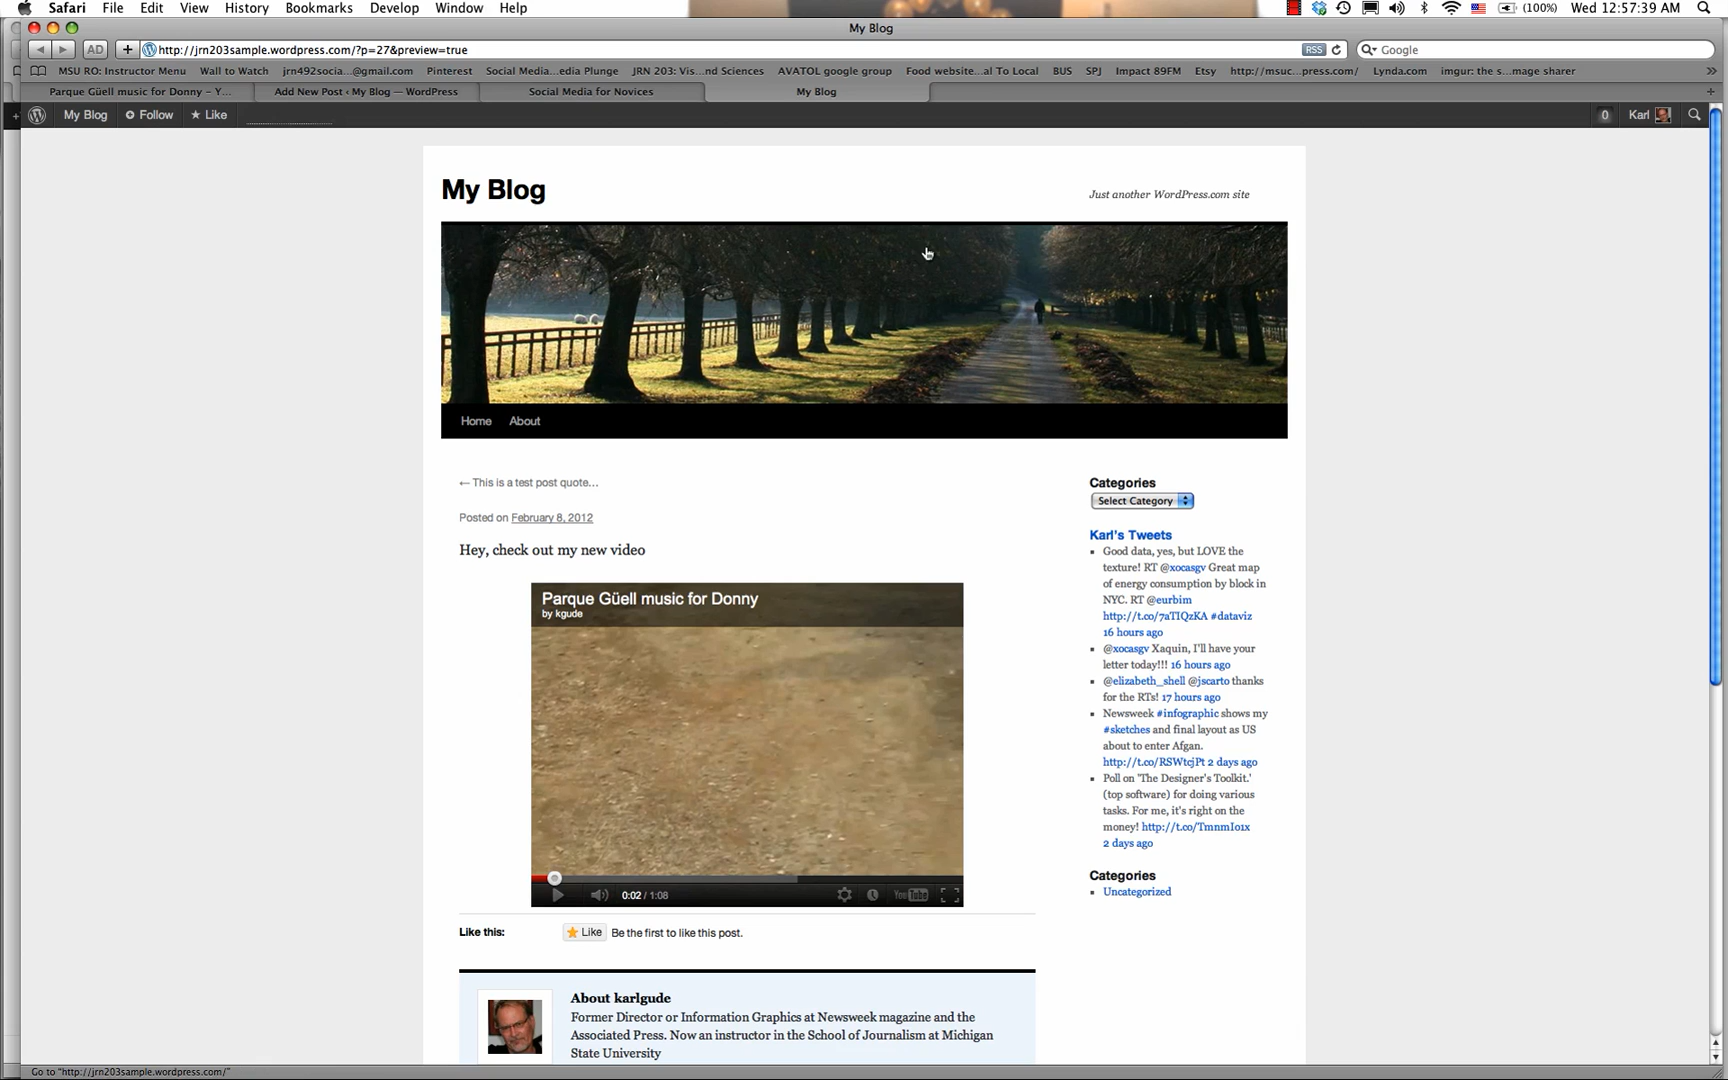 Safari File Edit View History Bookmarks Develop Window Help (100%) Wed 12:57:39 AM
My Blog
AD + http://jrn203sample.wordpress.com/?p=27&preview=true RSS Google
MSU RO: Instructor Menu Wall to Watch jrn492socia...@gmail.com Pinterest Social Media...edia Plunge JRN 203: Vis...nd Sciences AVATOL google group Food website...al To Local BUS SPJ Impact 89FM Etsy http://msuc...press.com/ Lynda.com imgur: the s...mage sharer »
Parque Güell music for Donny – Y... Add New Post ‹ My Blog — WordPress Social Media for Novices My Blog +
My Blog Follow Like 0 Karl
My Blog
Just another WordPress.com site
Home About
← This is a test post quote...
Posted on February 8, 2012
Hey, check out my new video
Parque Güell music for Donny
by kgude
0:02 / 1:08 YouTube
Like this: Like Be the first to like this post.
About karlgude
Former Director or Information Graphics at Newsweek magazine and the
Associated Press. Now an instructor in the School of Journalism at Michigan
State University
Categories
Select Category
Karl's Tweets
Good data, yes, but LOVE the
texture! RT @xocasgv Great map
of energy consumption by block in
NYC. RT @eurbim
http://t.co/7aTIQzKA #dataviz
16 hours ago
@xocasgv Xaquin, I'll have your
letter today!!! 16 hours ago
@elizabeth_shell @jscarto thanks
for the RTs! 17 hours ago
Newsweek #infographic shows my
#sketches and final layout as US
about to enter Afgan.
http://t.co/RSWtcjPt 2 days ago
Poll on 'The Designer's Toolkit.'
(top software) for doing various
tasks. For me, it's right on the
money! http://t.co/TmnmIo1x
2 days ago
Categories
Uncategorized
Go to "http://jrn203sample.wordpress.com/"